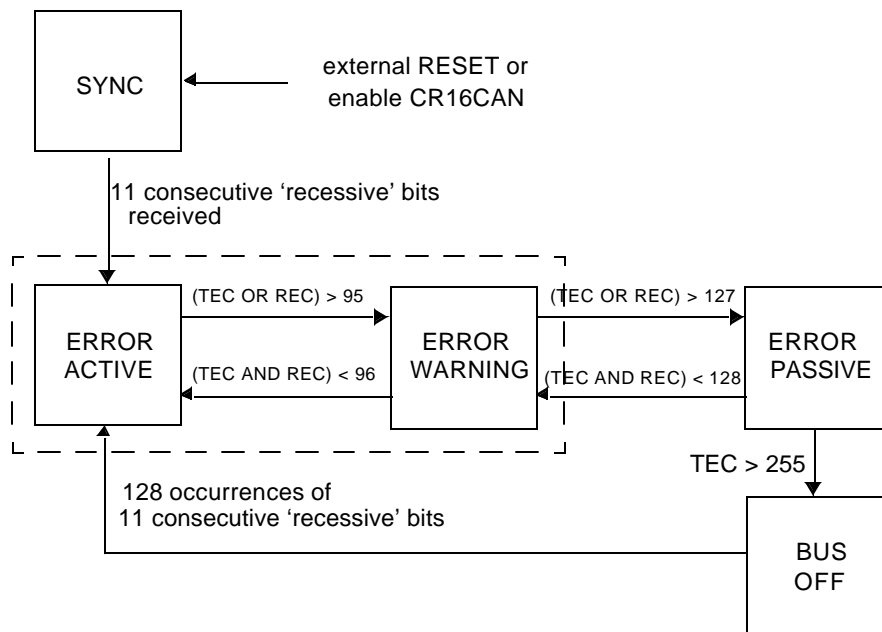 SYNC
external RESET or
enable CR16CAN
11 consecutive ‘recessive’ bits
received
(TEC OR REC) > 95
(TEC OR REC) > 127
ERROR
ACTIVE
ERROR
WARNING
ERROR
PASSIVE
(TEC AND REC) < 96
(TEC AND REC) < 128
TEC > 255
128 occurrences of
11 consecutive ‘recessive’ bits
BUS
OFF